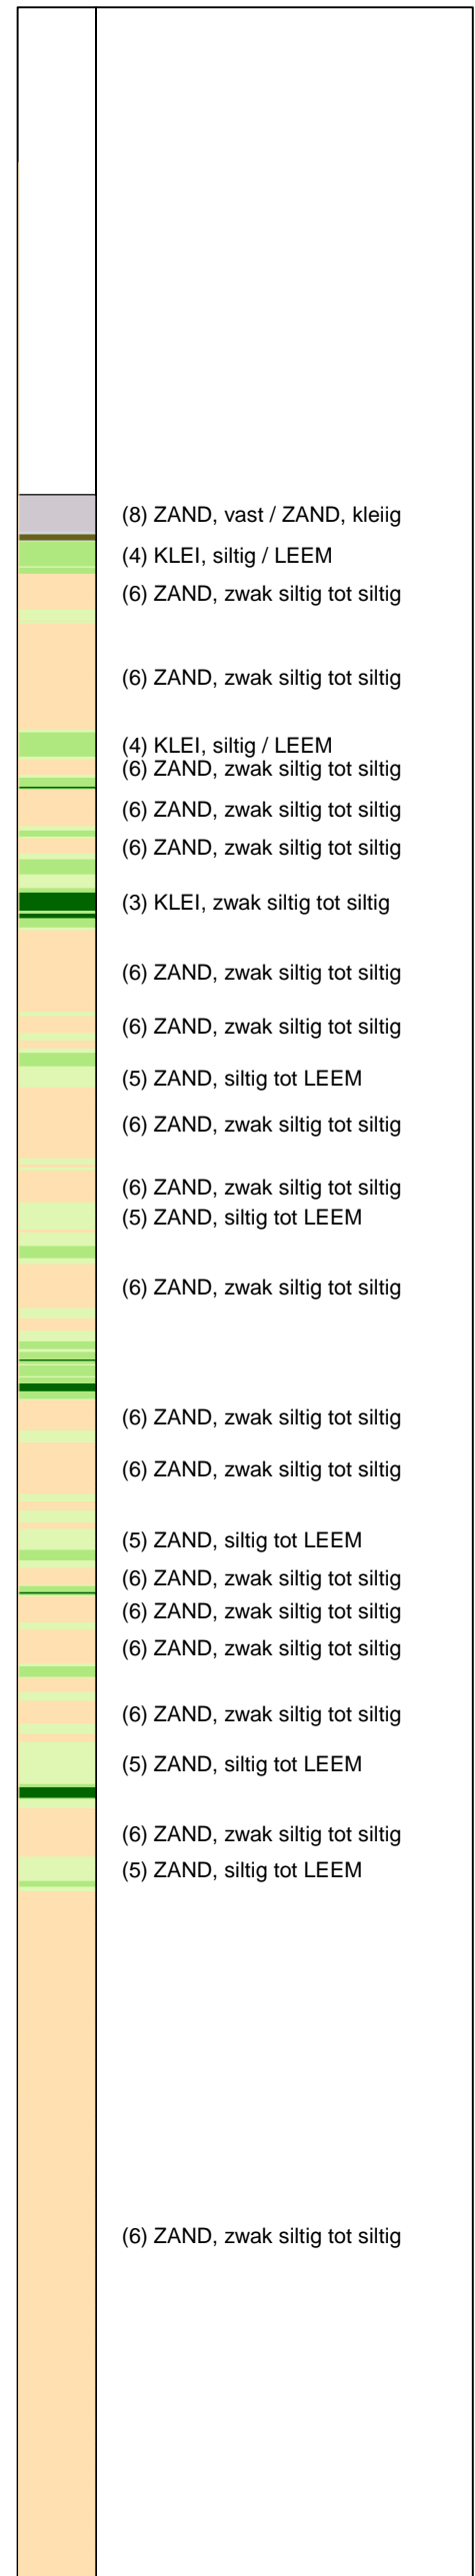 (8) ZAND, vast / ZAND, kleiig
(4) KLEI, siltig / LEEM
(6) ZAND, zwak siltig tot siltig
(6) ZAND, zwak siltig tot siltig
(4) KLEI, siltig / LEEM
(6) ZAND, zwak siltig tot siltig
(6) ZAND, zwak siltig tot siltig
(6) ZAND, zwak siltig tot siltig
(3) KLEI, zwak siltig tot siltig
(6) ZAND, zwak siltig tot siltig
(6) ZAND, zwak siltig tot siltig
(5) ZAND, siltig tot LEEM
(6) ZAND, zwak siltig tot siltig
(6) ZAND, zwak siltig tot siltig
(5) ZAND, siltig tot LEEM
(6) ZAND, zwak siltig tot siltig
(6) ZAND, zwak siltig tot siltig
(6) ZAND, zwak siltig tot siltig
(5) ZAND, siltig tot LEEM
(6) ZAND, zwak siltig tot siltig
(6) ZAND, zwak siltig tot siltig
(6) ZAND, zwak siltig tot siltig
(6) ZAND, zwak siltig tot siltig
(5) ZAND, siltig tot LEEM
(6) ZAND, zwak siltig tot siltig
(5) ZAND, siltig tot LEEM
(6) ZAND, zwak siltig tot siltig